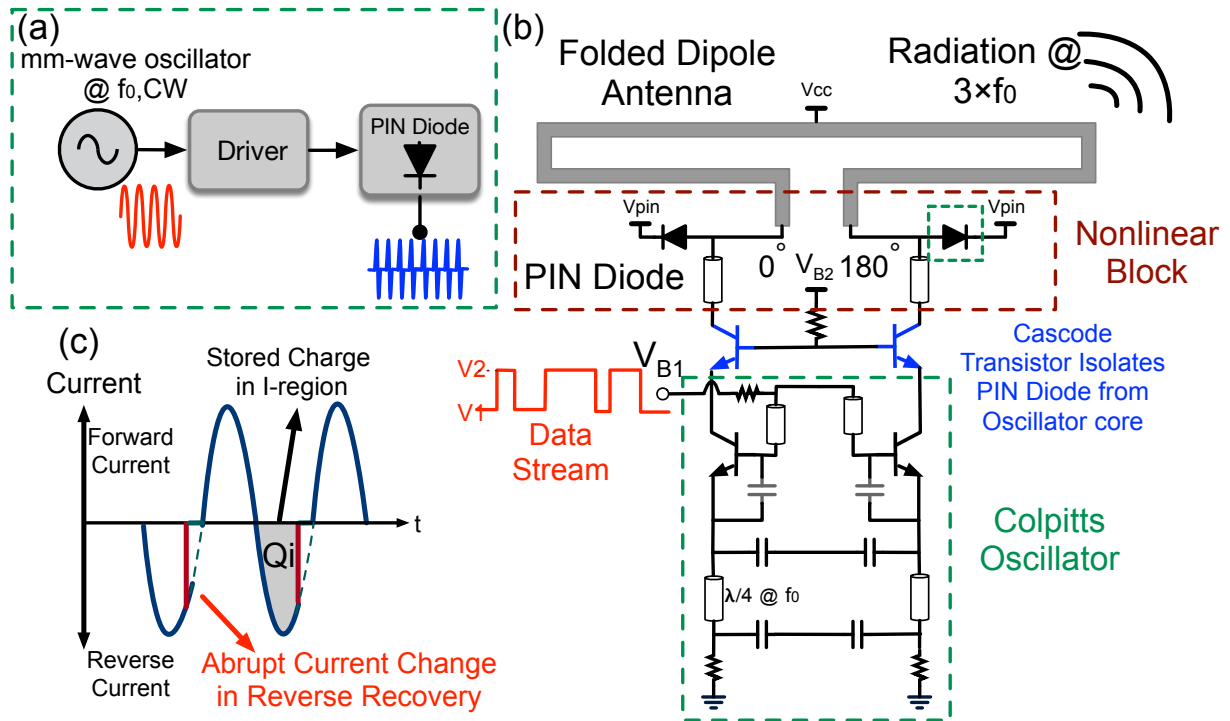 (a)
mm-wave oscillator
@ f₀,CW
Driver
PIN Diode
(b)
Folded Dipole
Antenna
Radiation @
3×f₀
Vcc
Vpin
Vpin
PIN Diode
0°
V_B2
180°
Nonlinear
Block
Cascode
Transistor Isolates
PIN Diode from
Oscillator core
V_B1
V2
V1
Data
Stream
Colpitts
Oscillator
λ/4 @ f₀
(c)
Stored Charge
in I-region
Current
Forward
Current
t
Qi
Reverse
Current
Abrupt Current Change
in Reverse Recovery